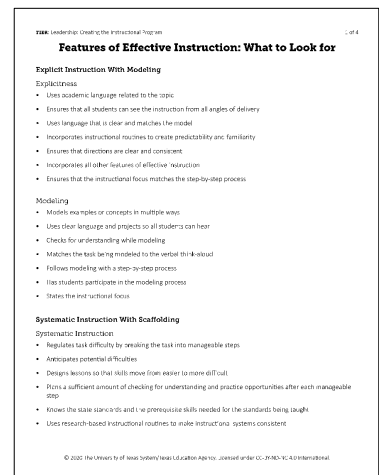 TIER: Leadership: Creating the Instructional Program
1 of 4
Features of Effective Instruction: What to Look for
Explicit Instruction With Modeling
Explicitness
• Uses academic language related to the topic
• Ensures that all students can see the instruction from all angles of delivery
• Uses language that is clear and matches the model
• Incorporates instructional routines to create predictability and familiarity
• Ensures that directions are clear and consistent
• Incorporates all other features of effective instruction
• Ensures that the instructional focus matches the step-by-step process
Modeling
• Models examples or concepts in multiple ways
• Uses clear language and projects so all students can hear
• Checks for understanding while modeling
• Matches the task being modeled to the verbal think-aloud
• Follows modeling with a step-by-step process
• Has students participate in the modeling process
• States the instructional focus
Systematic Instruction With Scaffolding
Systematic Instruction
• Regulates task difficulty by breaking the task into manageable steps
• Anticipates potential difficulties
• Designs lessons so that skills move from easier to more difficult
• Plans a sufficient amount of checking for understanding and practice opportunities after each manageable
step
• Knows the state standards and the prerequisite skills needed for the standards being taught
• Uses research-based instructional routines to make instructional systems consistent
© 2020 The University of Texas System/Texas Education Agency. Licensed under CC-BY-ND-NC 4.0 International.